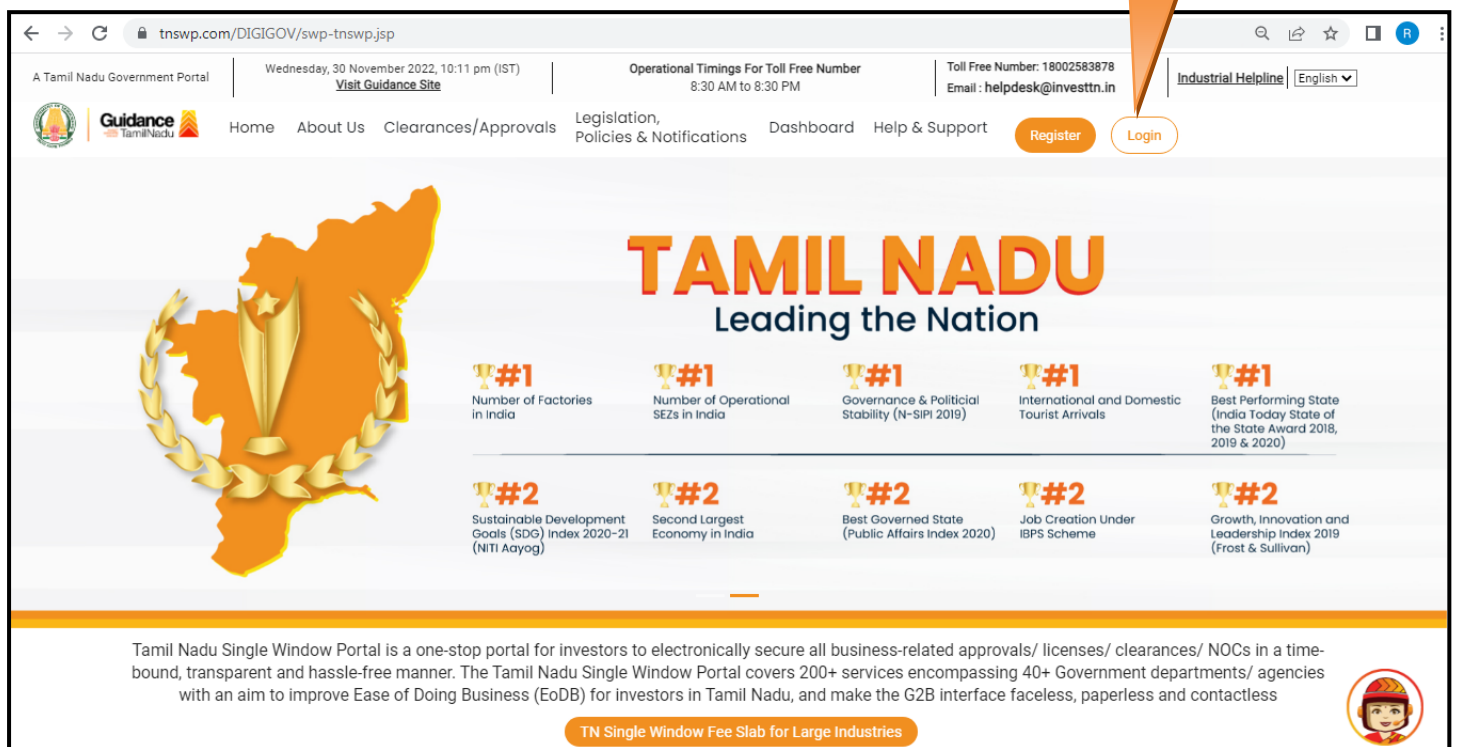 tnswp.com/DIGIGOV/swp-tnswp.jsp
R
A Tamil Nadu Government Portal
Wednesday, 30 November 2022, 10:11 pm (IST)
Visit Guidance Site
Operational Timings For Toll Free Number
8:30 AM to 8:30 PM
Toll Free Number: 18002583878
Email : helpdesk@investtn.in
Industrial Helpline
English
Guidance
TamilNadu
Home
About Us
Clearances/Approvals
Legislation,
Policies & Notifications
Dashboard
Help & Support
Register
Login
TAMIL NADU
Leading the Nation
#1
Number of Factories
in India
#1
Number of Operational
SEZs in India
#1
Governance & Politicial
Stability (N-SIPI 2019)
#1
International and Domestic
Tourist Arrivals
#1
Best Performing State
(India Today State of
the State Award 2018,
2019 & 2020)
#2
Sustainable Development
Goals (SDG) Index 2020-21
(NITI Aayog)
#2
Second Largest
Economy in India
#2
Best Governed State
(Public Affairs Index 2020)
#2
Job Creation Under
IBPS Scheme
#2
Growth, Innovation and
Leadership Index 2019
(Frost & Sullivan)
Tamil Nadu Single Window Portal is a one-stop portal for investors to electronically secure all business-related approvals/ licenses/ clearances/ NOCs in a time-
bound, transparent and hassle-free manner. The Tamil Nadu Single Window Portal covers 200+ services encompassing 40+ Government departments/ agencies
with an aim to improve Ease of Doing Business (EoDB) for investors in Tamil Nadu, and make the G2B interface faceless, paperless and contactless
TN Single Window Fee Slab for Large Industries